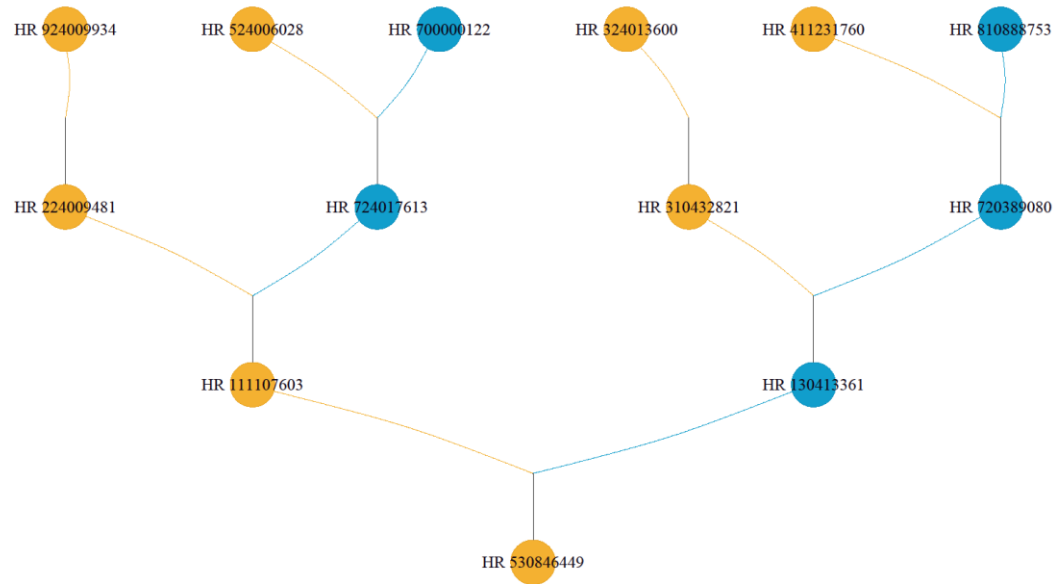 HR 924009934
HR 524006028
HR 700000122
HR 324013600
HR 411231760
HR 810888753
HR 224009481
HR 724017613
HR 310432821
HR 720389080
HR 111107603
HR 130413361
HR 530846449